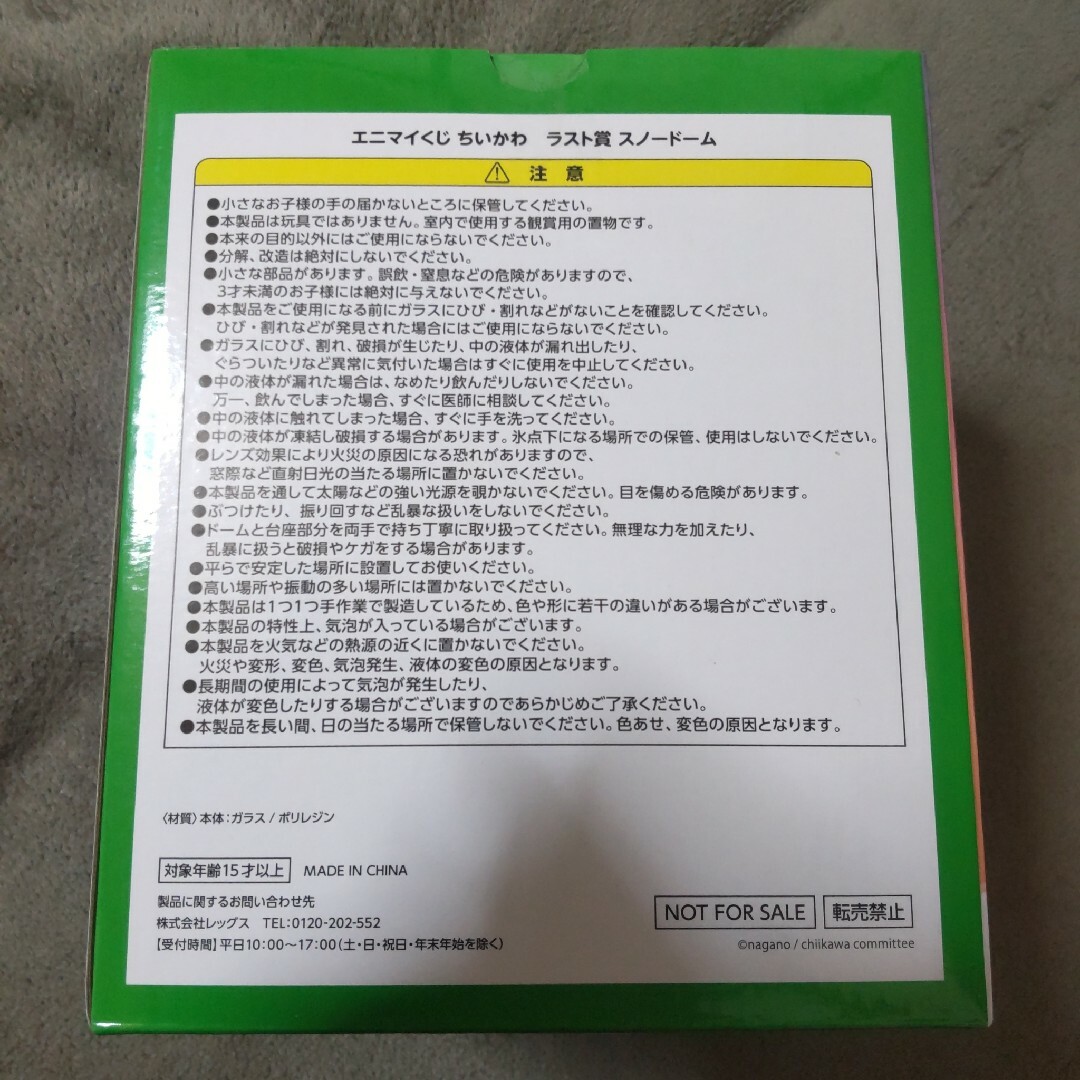 エニマイくじ ちいかわ　ラスト賞 スノードーム
⚠ 注 意
●小さなお子様の手の届かないところに保管してください。
●本製品は玩具ではありません。室内で使用する観賞用の置物です。
●本来の目的以外にはご使用にならないでください。
●分解、改造は絶対にしないでください。
●小さな部品があります。誤飲・窒息などの危険がありますので、
3才未満のお子様には絶対に与えないでください。
●本製品をご使用になる前にガラスにひび・割れなどがないことを確認してください。
ひび・割れなどが発見された場合にはご使用にならないでください。
●ガラスにひび、割れ、破損が生じたり、中の液体が漏れ出したり、
ぐらついたりなど異常に気付いた場合はすぐに使用を中止してください。
●中の液体が漏れた場合は、なめたり飲んだりしないでください。
万一、飲んでしまった場合、すぐに医師に相談してください。
●中の液体に触れてしまった場合、すぐに手を洗ってください。
●中の液体が凍結し破損する場合があります。氷点下になる場所での保管、使用はしないでください。
●レンズ効果により火災の原因になる恐れがありますので、
窓際など直射日光の当たる場所に置かないでください。
●本製品を通して太陽などの強い光源を覗かないでください。目を傷める危険があります。
●ぶつけたり、振り回すなど乱暴な扱いをしないでください。
●ドームと台座部分を両手で持ち丁寧に取り扱ってください。無理な力を加えたり、
乱暴に扱うと破損やケガをする場合があります。
●平らで安定した場所に設置してお使いください。
●高い場所や振動の多い場所には置かないでください。
●本製品は1つ1つ手作業で製造しているため、色や形に若干の違いがある場合がございます。
●本製品の特性上、気泡が入っている場合がございます。
●本製品を火気などの熱源の近くに置かないでください。
火災や変形、変色、気泡発生、液体の変色の原因となります。
●長期間の使用によって気泡が発生したり、
液体が変色したりする場合がございますのであらかじめご了承ください。
●本製品を長い間、日の当たる場所で保管しないでください。色あせ、変色の原因となります。
〈材質〉本体：ガラス / ポリレジン
対象年齢15才以上 MADE IN CHINA
製品に関するお問い合わせ先
株式会社レッグス TEL：0120-202-552
【受付時間】平日10：00～17：00（土・日・祝日・年末年始を除く）
NOT FOR SALE 転売禁止
©nagano / chiikawa committee